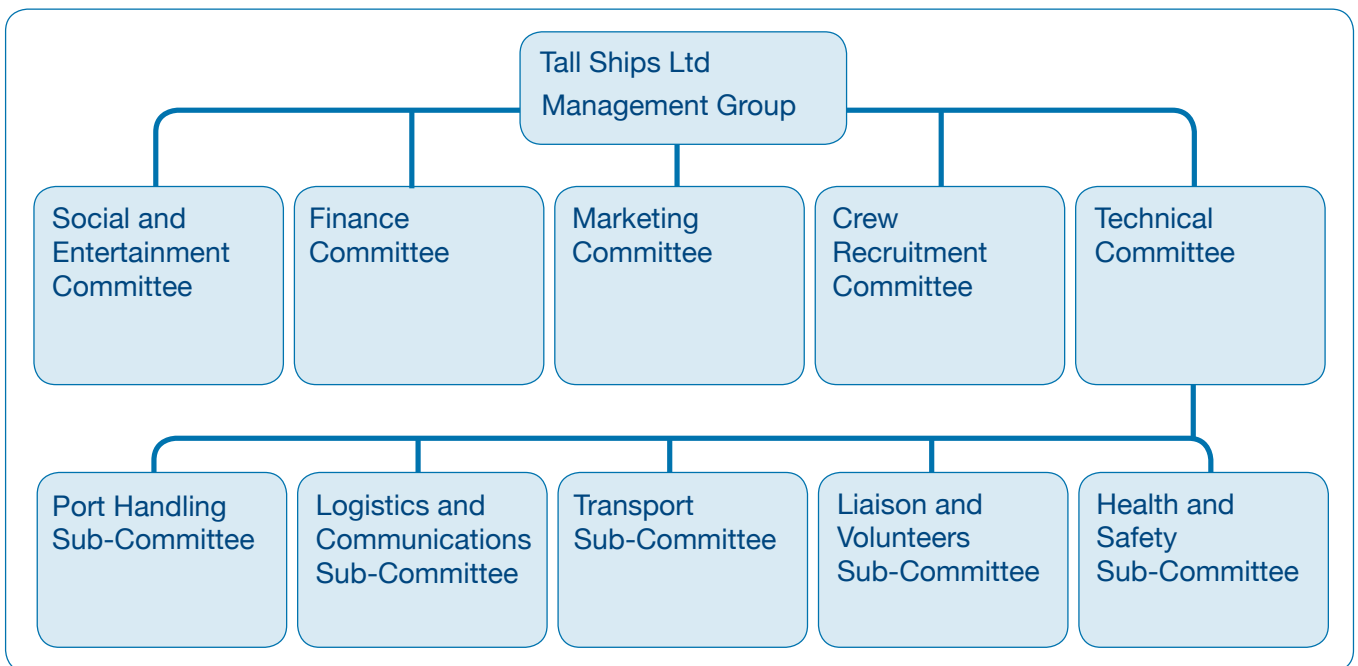 Tall Ships Ltd
Management Group
Social and
Entertainment
Committee
Finance
Committee
Marketing
Committee
Crew
Recruitment
Committee
Technical
Committee
Port Handling
Sub-Committee
Logistics and
Communications
Sub-Committee
Transport
Sub-Committee
Liaison and
Volunteers
Sub-Committee
Health and
Safety
Sub-Committee